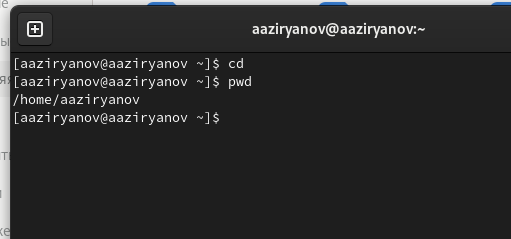 aaziryanov@aaziryanov:~
[aaziryanov@aaziryanov ~]$ cd
[aaziryanov@aaziryanov ~]$ pwd
/home/aaziryanov
[aaziryanov@aaziryanov ~]$